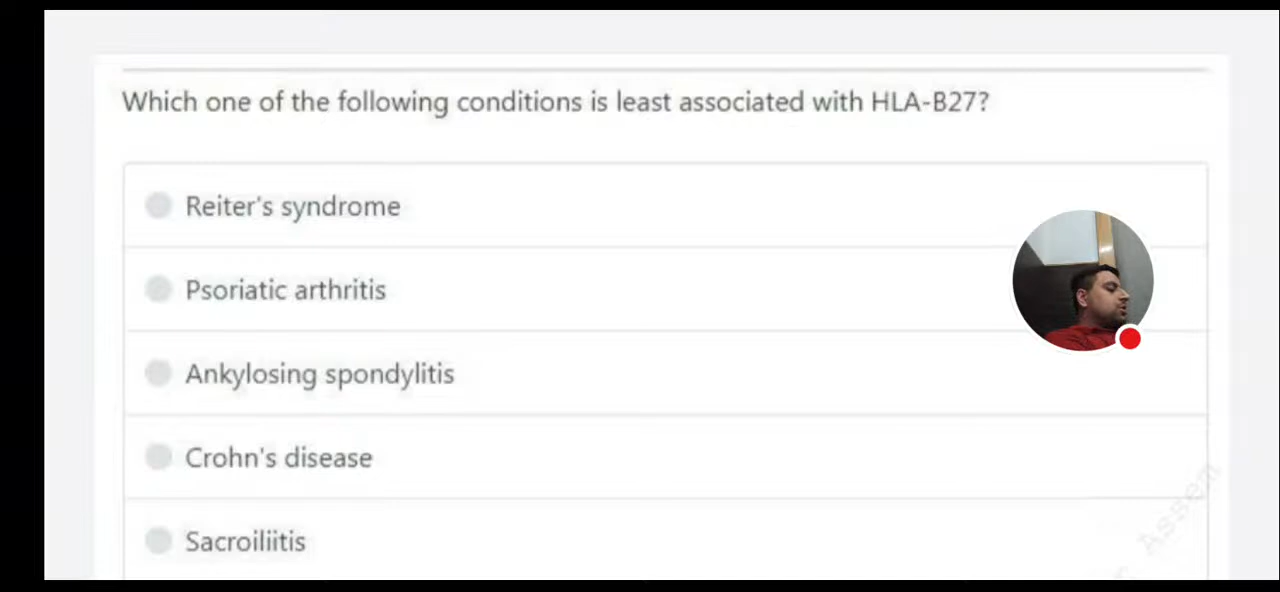 Which one of the following conditions is least associated with HLA-B27?
Reiter's syndrome
Psoriatic arthritis
Ankylosing spondylitis
Crohn's disease
Sacroiliitis
Assem